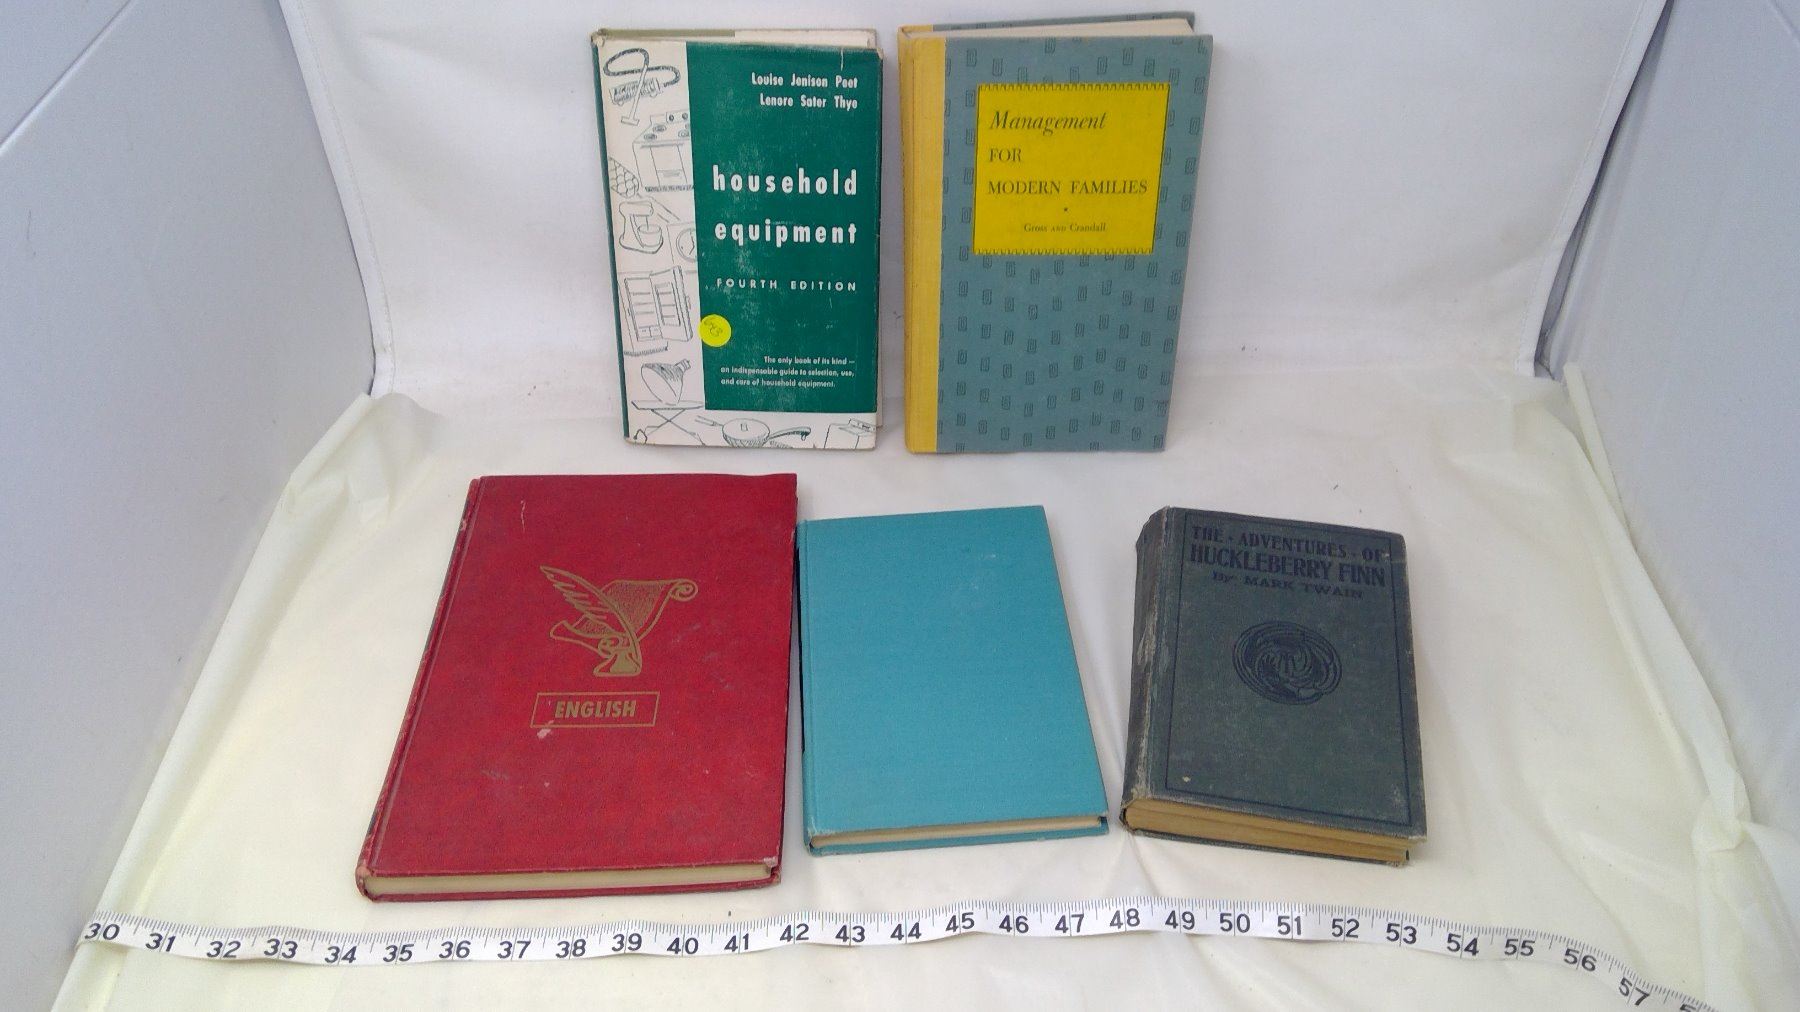 Louise Jenison Peet
Lenore Sater Thye
household
equipment
FOURTH EDITION
The only book of its kind —
an indispensable guide to selection, use,
and care of household equipment.
Management
FOR
MODERN FAMILIES
Gross AND Crandall
ENGLISH
THE · ADVENTURES · OF
HUCKLEBERRY FINN
By MARK TWAIN
30 31 32 33 34 35 36 37 38 39 40 41 42 43 44 45 46 47 48 49 50 51 52 53 54 55 56 57